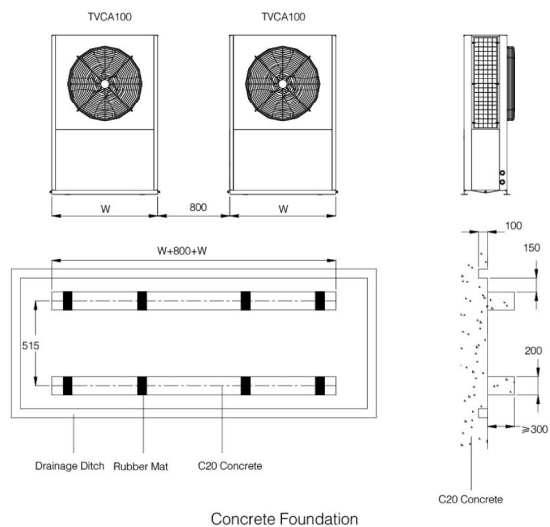 TVCA100
TVCA100
W
800
W
100
150
W+800+W
515
200
≥300
Drainage Ditch
Rubber Mat
C20 Concrete
C20 Concrete
Concrete Foundation